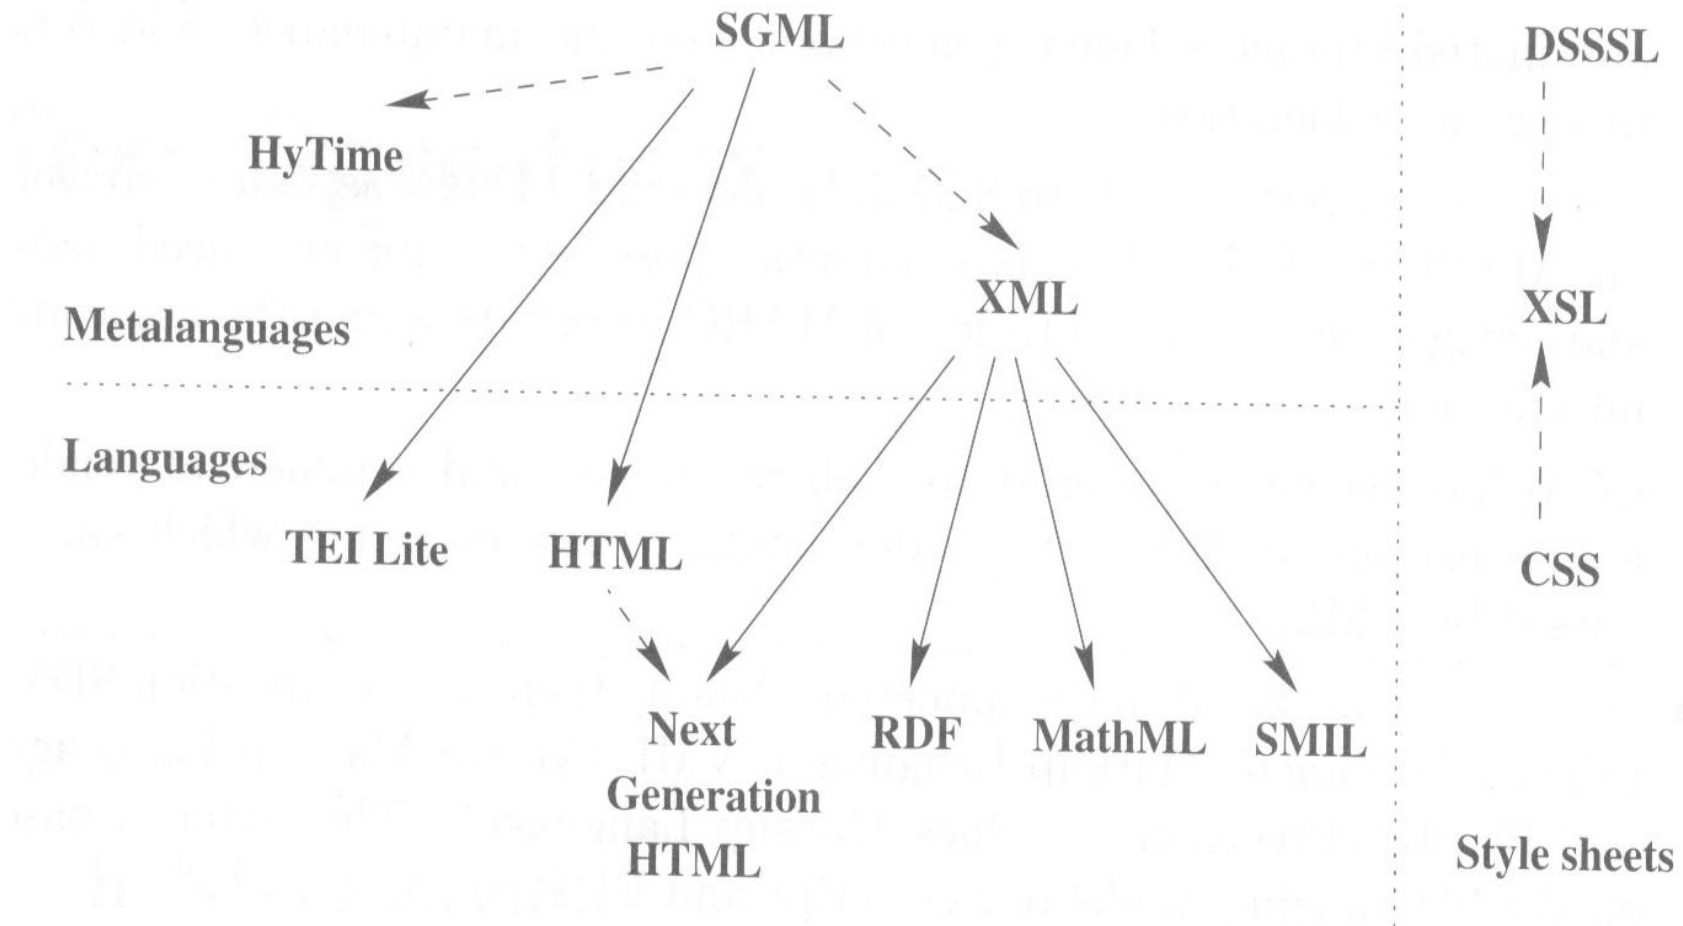 SGML
DSSSL
HyTime
XML
XSL
Metalanguages
Languages
TEI Lite
HTML
CSS
Next
Generation
HTML
RDF
MathML
SMIL
Style sheets